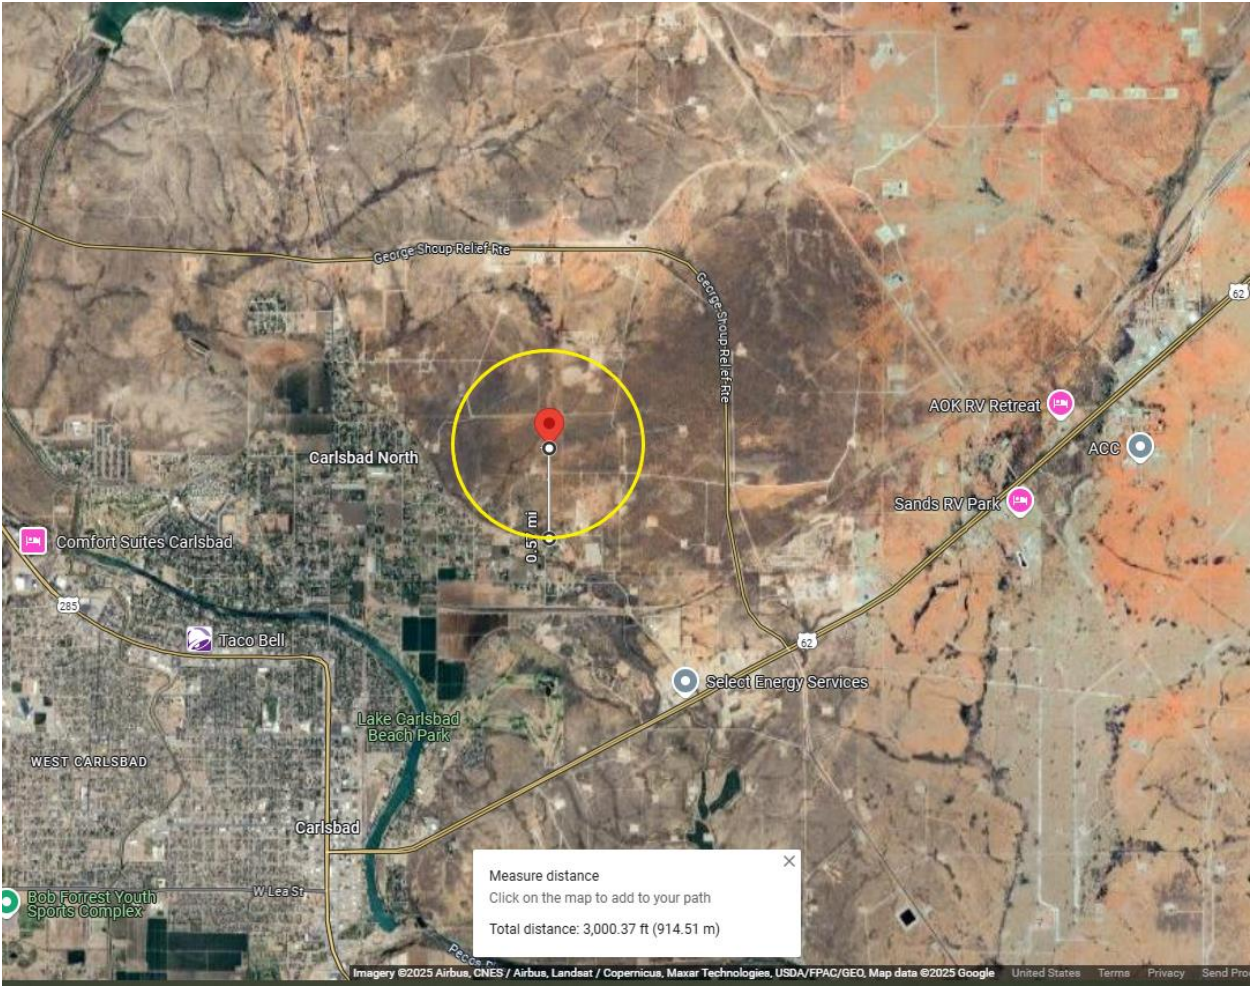 George Shoup Relief Rte
George Shoup Relief Rte
62
AOK RV Retreat
ACC
Carlsbad North
Sands RV Park
0.57 mi
Comfort Suites Carlsbad
285
Taco Bell
62
Select Energy Services
Lake Carlsbad
Beach Park
WEST CARLSBAD
Carlsbad
Measure distance
Click on the map to add to your path
Total distance: 3,000.37 ft (914.51 m)
W Lea St
Bob Forrest Youth
Sports Complex
Pecos
Imagery ©2025 Airbus, CNES / Airbus, Landsat / Copernicus, Maxar Technologies, USDA/FPAC/GEO, Map data ©2025 Google
United States
Terms
Privacy
Send Pro